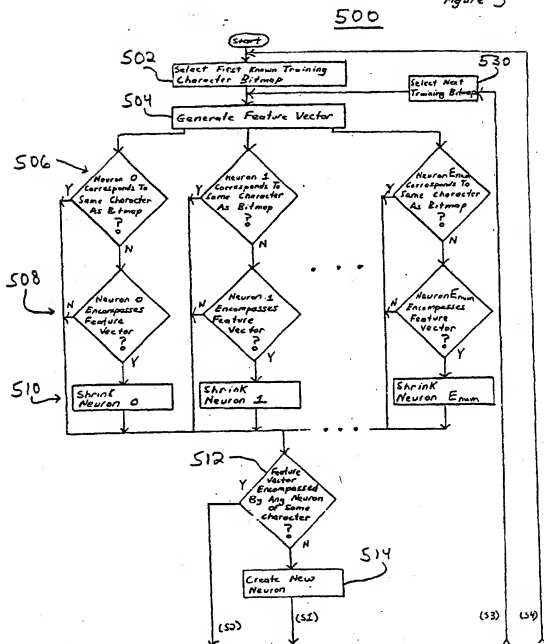 Figure 5
500
Start
502
Select First Known Training
Character Bitmap
530
Select Next
Training Bitmap
504
Generate Feature Vector
506
Neuron 0
Corresponds To
Same Character
As Bitmap
?
Y
N
Neuron 1
Corresponds To
Same Character
As Bitmap
?
Y
N
Neuron Enum
Corresponds To
Same Character
As Bitmap
?
Y
N
508
Neuron 0
Encompasses
Feature
Vector
?
N
Y
Neuron 1
Encompasses
Feature
Vector
?
N
Y
Neuron Enum
Encompasses
Feature
Vector
?
N
Y
510
Shrink
Neuron 0
Shrink
Neuron 1
Shrink
Neuron Enum
512
Feature
Vector
Encompassed
By Any Neuron
of Same
Character
?
Y
N
514
Create New
Neuron
(S2)
(S1)
(S3)
(S4)